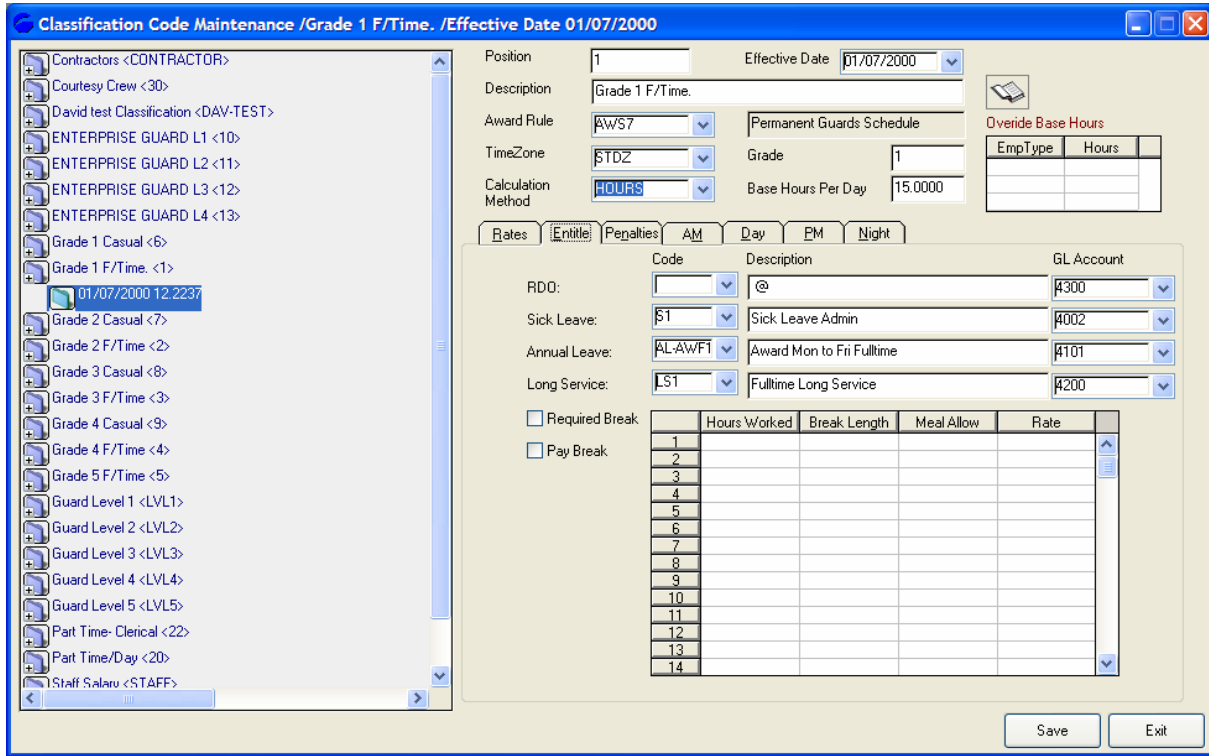 Classification Code Maintenance /Grade 1 F/Time. /Effective Date 01/07/2000
Contractors <CONTRACTOR>
Courtesy Crew <30>
David test Classification <DAV-TEST>
ENTERPRISE GUARD L1 <10>
ENTERPRISE GUARD L2 <11>
ENTERPRISE GUARD L3 <12>
ENTERPRISE GUARD L4 <13>
Grade 1 Casual <6>
Grade 1 F/Time. <1>
01/07/2000 12.2237
Grade 2 Casual <7>
Grade 2 F/Time <2>
Grade 3 Casual <8>
Grade 3 F/Time <3>
Grade 4 Casual <9>
Grade 4 F/Time <4>
Grade 5 F/Time <5>
Guard Level 1 <LVL1>
Guard Level 2 <LVL2>
Guard Level 3 <LVL3>
Guard Level 4 <LVL4>
Guard Level 5 <LVL5>
Part Time- Clerical <22>
Part Time/Day <20>
Staff Salary <STAFF>
Position 1 Effective Date 01/07/2000
Description Grade 1 F/Time.
Award Rule AWS7 Permanent Guards Schedule
TimeZone STDZ Grade 1
Calculation Method HOURS Base Hours Per Day 15.0000
Overide Base Hours
EmpType Hours
Rates Entitle Penalties AM Day PM Night
Code Description GL Account
RDO: @ 4300
Sick Leave: S1 Sick Leave Admin 4002
Annual Leave: AL-AWF1 Award Mon to Fri Fulltime 4101
Long Service: LS1 Fulltime Long Service 4200
Required Break
Pay Break
Hours Worked Break Length Meal Allow Rate
1
2
3
4
5
6
7
8
9
10
11
12
13
14
Save Exit